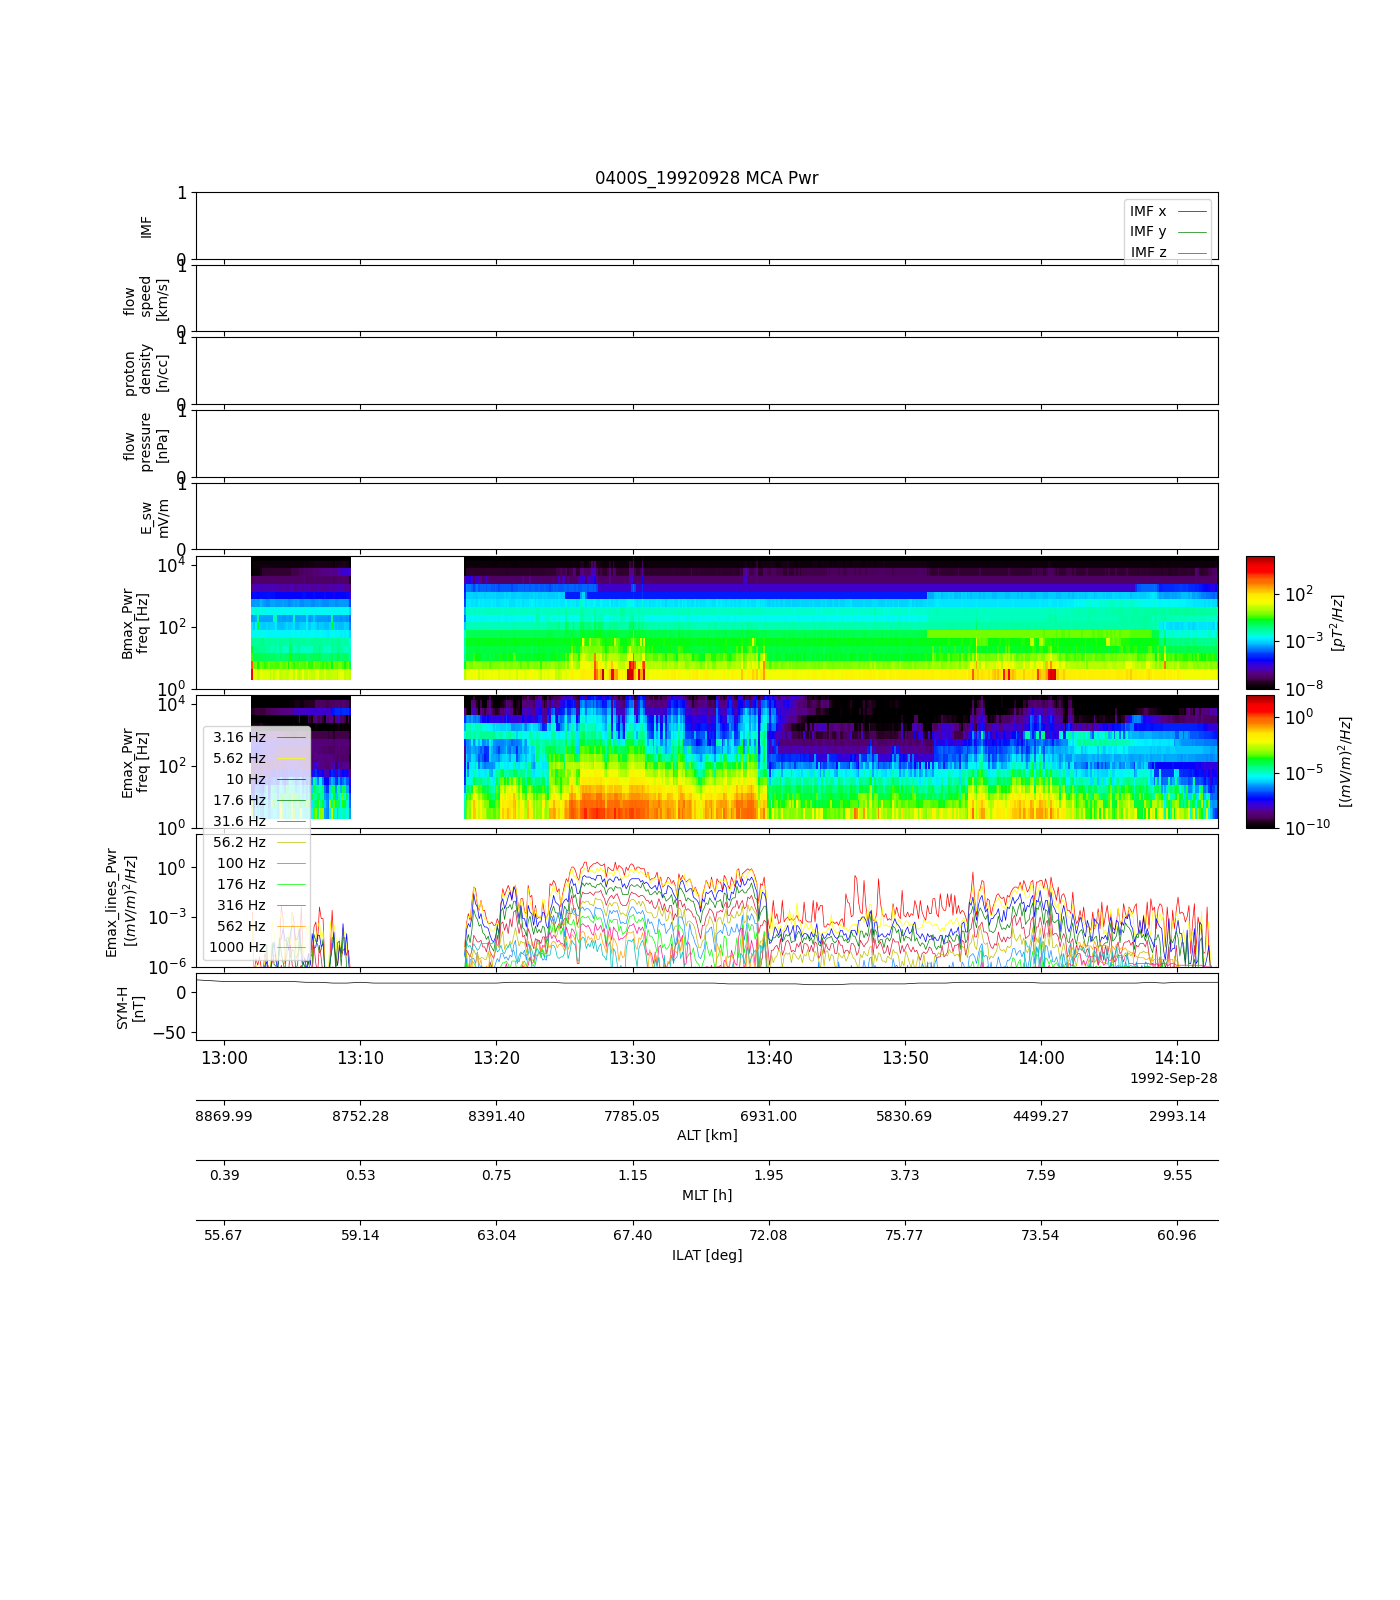 0400S_19920928 MCA Pwr
1
IMF
0
IMF x
IMF y
IMF z
1
flow
speed
[km/s]
0
1
proton
density
[n/cc]
0
1
flow
pressure
[nPa]
0
1
E_sw
mV/m
0
10^4
10^2
10^0
Bmax_Pwr
freq [Hz]
10^2
10^-3
10^-8
[pT^2/Hz]
10^4
10^2
10^0
Emax_Pwr
freq [Hz]
10^0
10^-5
10^-10
[(mV/m)^2/Hz]
3.16 Hz
5.62 Hz
10 Hz
17.6 Hz
31.6 Hz
56.2 Hz
100 Hz
176 Hz
316 Hz
562 Hz
1000 Hz
10^0
10^-3
10^-6
Emax_lines_Pwr
[(mV/m)^2/Hz]
0
−50
SYM-H
[nT]
13:00 13:10 13:20 13:30 13:40 13:50 14:00 14:10
1992-Sep-28
8869.99 8752.28 8391.40 7785.05 6931.00 5830.69 4499.27 2993.14
ALT [km]
0.39 0.53 0.75 1.15 1.95 3.73 7.59 9.55
MLT [h]
55.67 59.14 63.04 67.40 72.08 75.77 73.54 60.96
ILAT [deg]